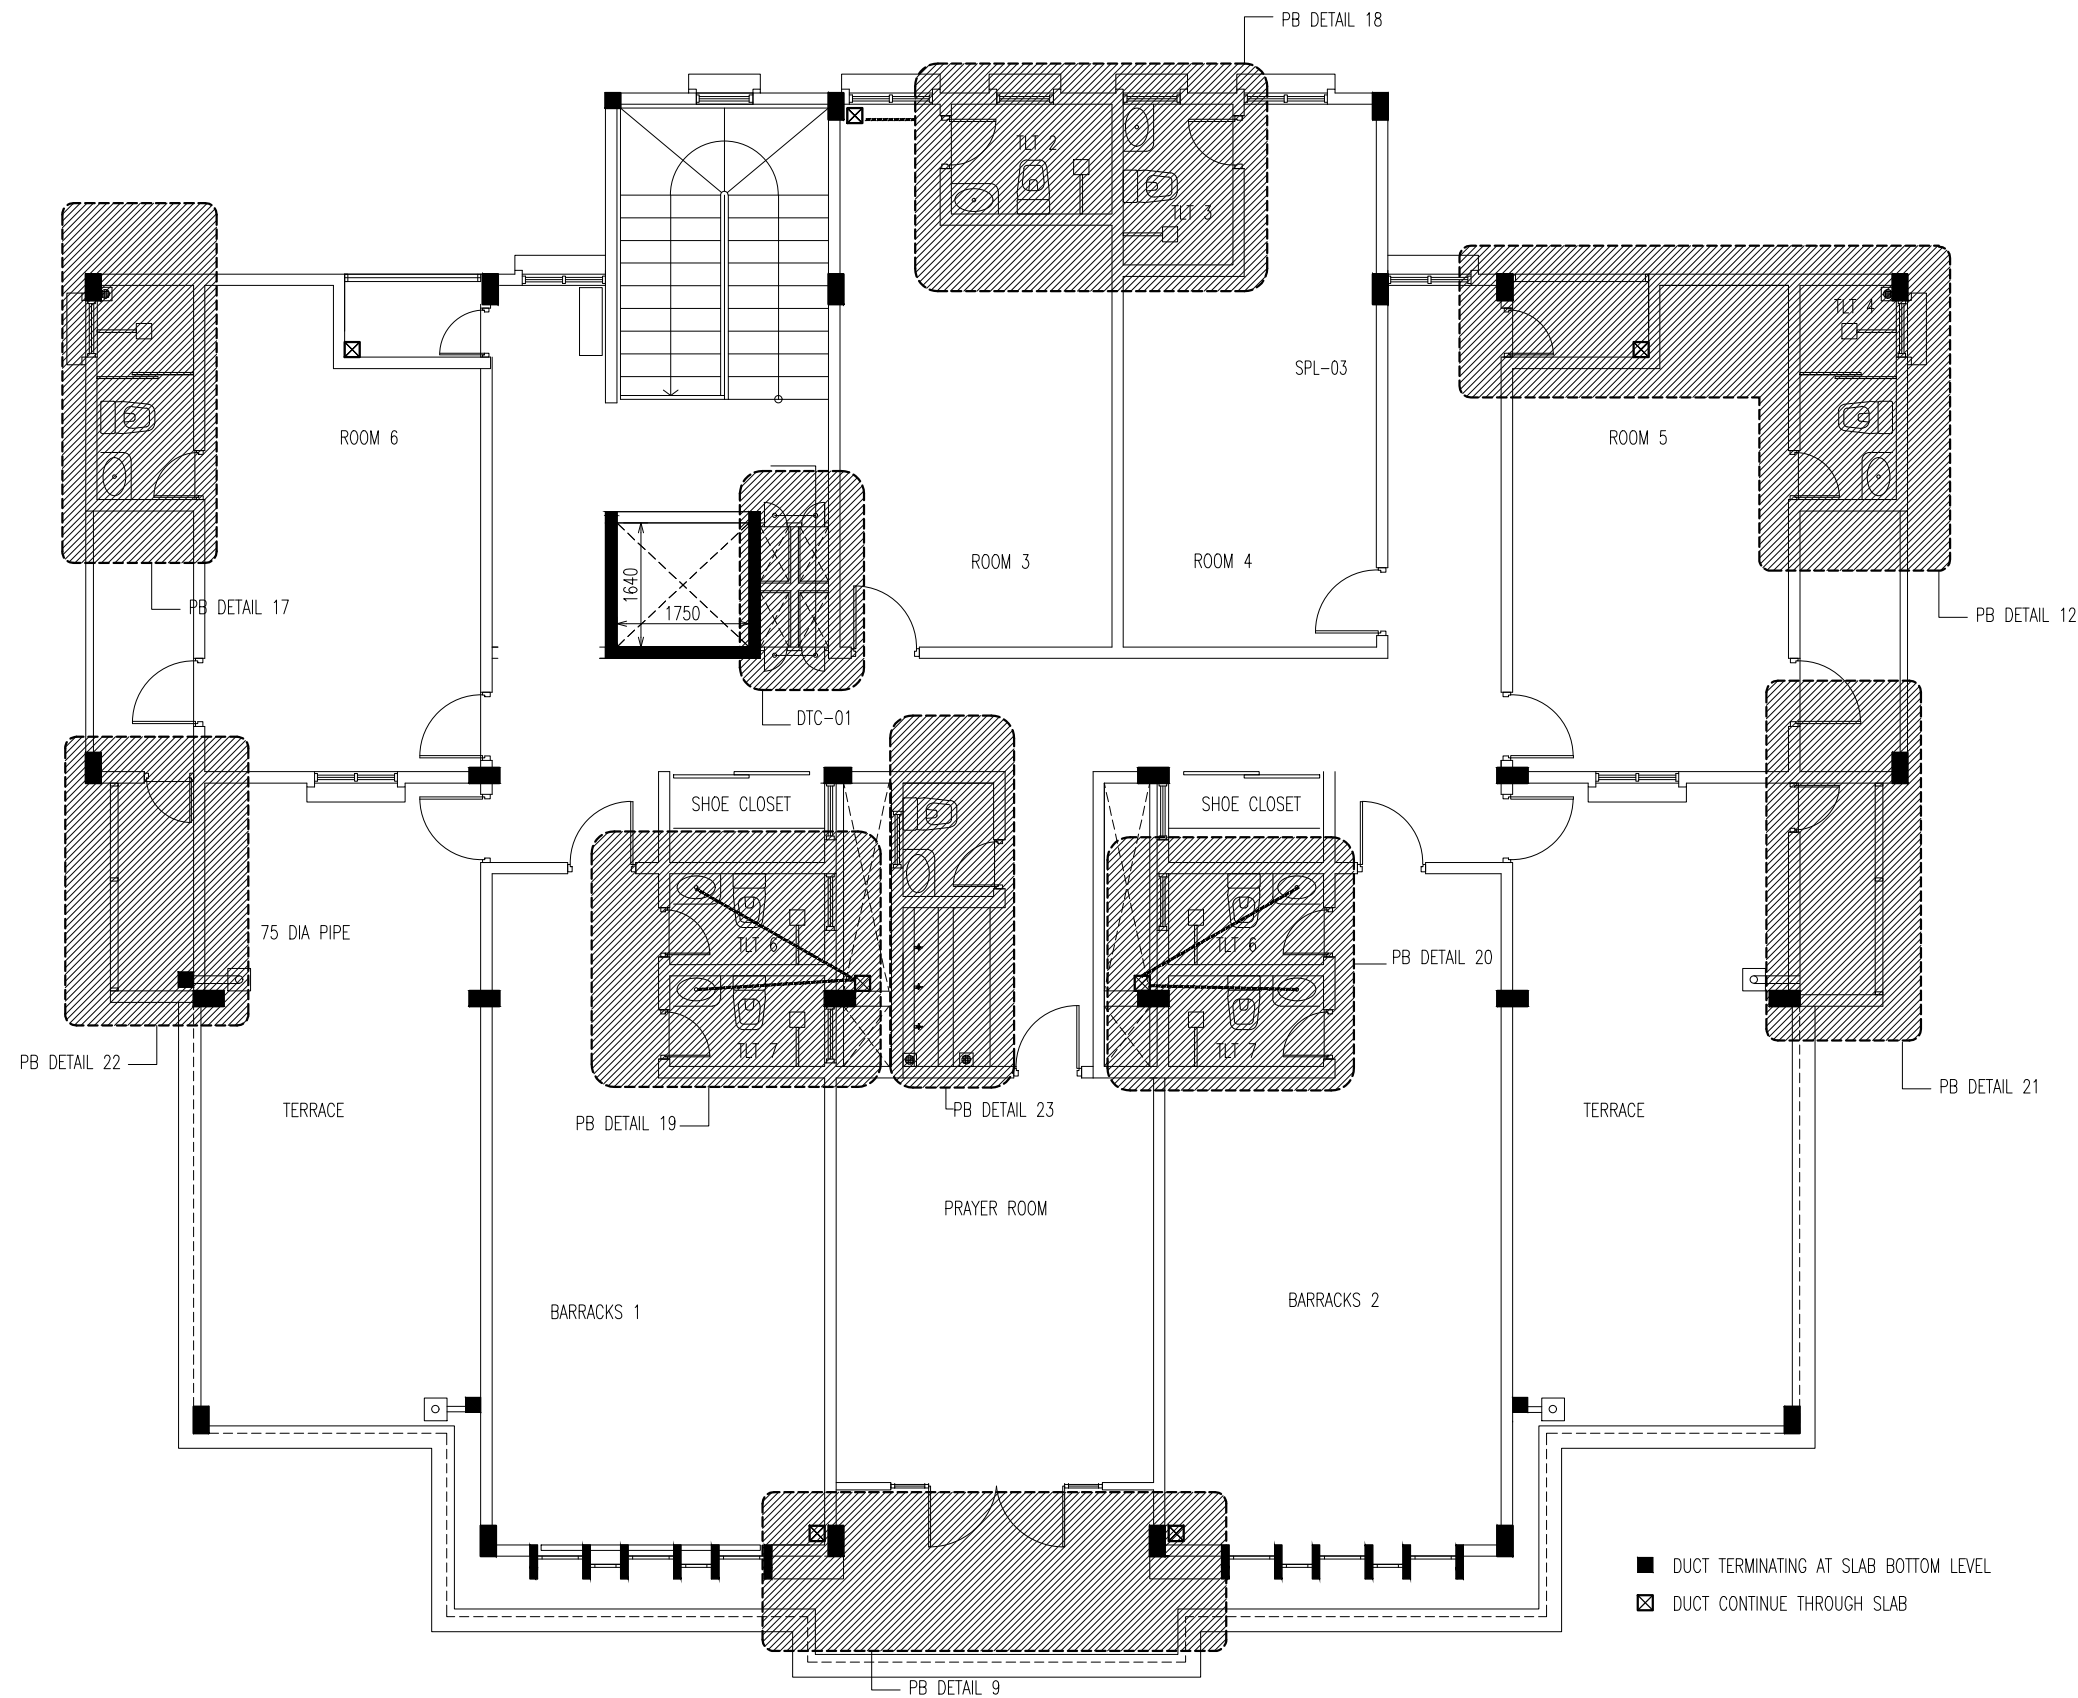 PB DETAIL 18
TLT 2
TLT 3
TLT 4
SPL-03
ROOM 6
ROOM 5
ROOM 3
ROOM 4
1640
1750
PB DETAIL 17
PB DETAIL 12
DTC-01
SHOE CLOSET
SHOE CLOSET
75 DIA PIPE
TLT 6
TLT 6
PB DETAIL 20
TLT 7
TLT 7
PB DETAIL 22
PB DETAIL 21
TERRACE
PB DETAIL 19
PB DETAIL 23
TERRACE
PRAYER ROOM
BARRACKS 1
BARRACKS 2
DUCT TERMINATING AT SLAB BOTTOM LEVEL
DUCT CONTINUE THROUGH SLAB
PB DETAIL 9